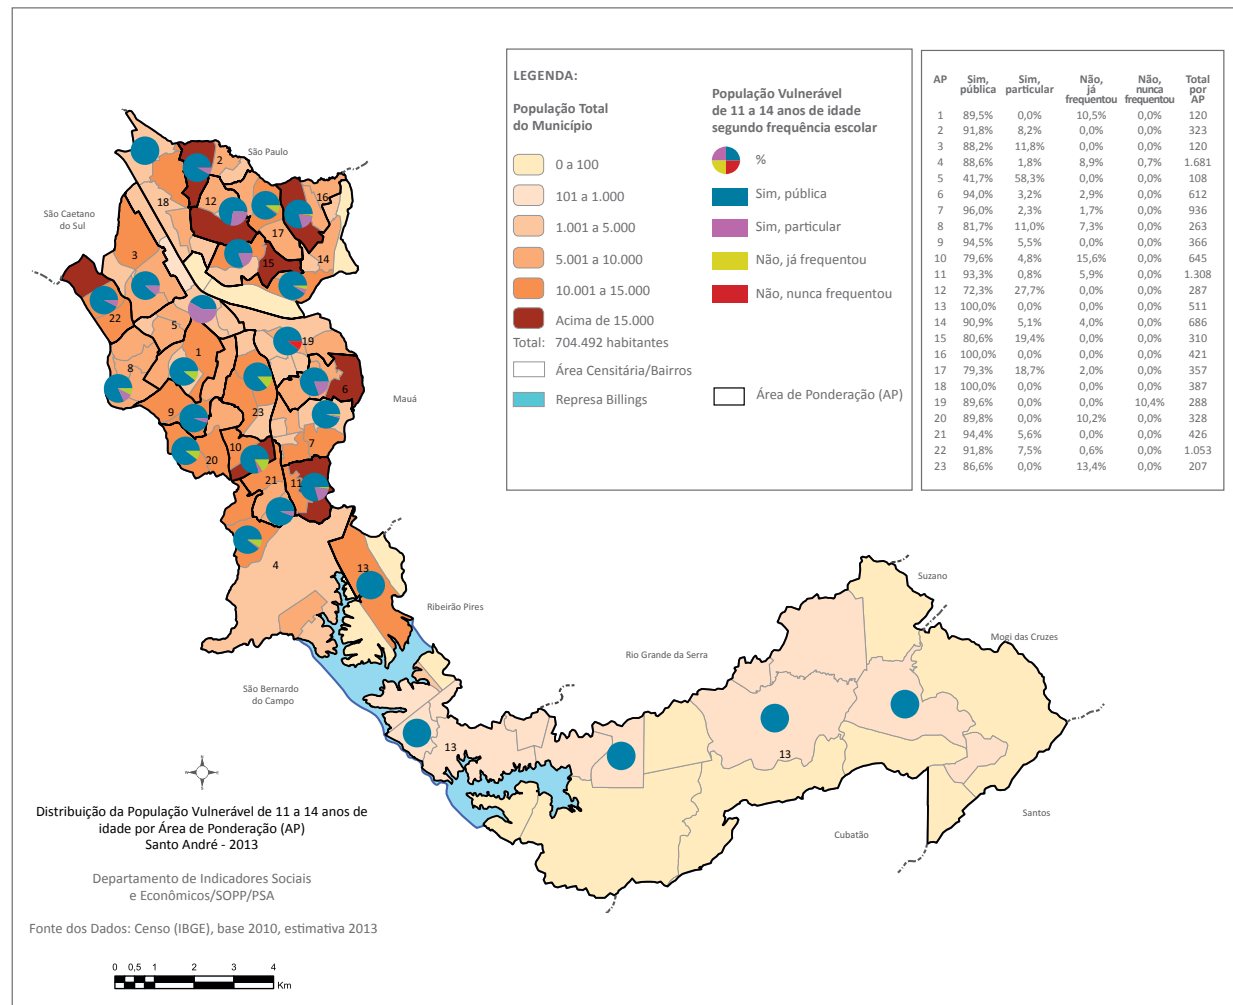 LEGENDA:
População Total
do Município
0 a 100
101 a 1.000
1.001 a 5.000
5.001 a 10.000
10.001 a 15.000
Acima de 15.000
Total: 704.492 habitantes
Área Censitária/Bairros
Represa Billings
População Vulnerável
de 11 a 14 anos de idade
segundo frequência escolar
%
Sim, pública
Sim, particular
Não, já frequentou
Não, nunca frequentou
Área de Ponderação (AP)
AP Sim, pública Sim, particular Não, já frequentou Não, nunca frequentou Total por AP
1 89,5% 0,0% 10,5% 0,0% 120
2 91,8% 8,2% 0,0% 0,0% 323
3 88,2% 11,8% 0,0% 0,0% 120
4 88,6% 1,8% 8,9% 0,7% 1.681
5 41,7% 58,3% 0,0% 0,0% 108
6 94,0% 3,2% 2,9% 0,0% 612
7 96,0% 2,3% 1,7% 0,0% 936
8 81,7% 11,0% 7,3% 0,0% 263
9 94,5% 5,5% 0,0% 0,0% 366
10 79,6% 4,8% 15,6% 0,0% 645
11 93,3% 0,8% 5,9% 0,0% 1.308
12 72,3% 27,7% 0,0% 0,0% 287
13 100,0% 0,0% 0,0% 0,0% 511
14 90,9% 5,1% 4,0% 0,0% 686
15 80,6% 19,4% 0,0% 0,0% 310
16 100,0% 0,0% 0,0% 0,0% 421
17 79,3% 18,7% 2,0% 0,0% 357
18 100,0% 0,0% 0,0% 0,0% 387
19 89,6% 0,0% 0,0% 10,4% 288
20 89,8% 0,0% 10,2% 0,0% 328
21 94,4% 5,6% 0,0% 0,0% 426
22 91,8% 7,5% 0,6% 0,0% 1.053
23 86,6% 0,0% 13,4% 0,0% 207
São Paulo
2
18
12
16
São Caetano
do Sul
17
3
14
15
22
5
19
1
8
6
Mauá
9
23
10
7
20
21
11
4
13
Suzano
Ribeirão Pires
Mogi das Cruzes
Rio Grande da Serra
São Bernardo
do Campo
13
13
Santos
Cubatão
N
S
Distribuição da População Vulnerável de 11 a 14 anos de
idade por Área de Ponderação (AP)
Santo André - 2013
Departamento de Indicadores Sociais
e Econômicos/SOPP/PSA
Fonte dos Dados: Censo (IBGE), base 2010, estimativa 2013
0 0,5 1 2 3 4
Km